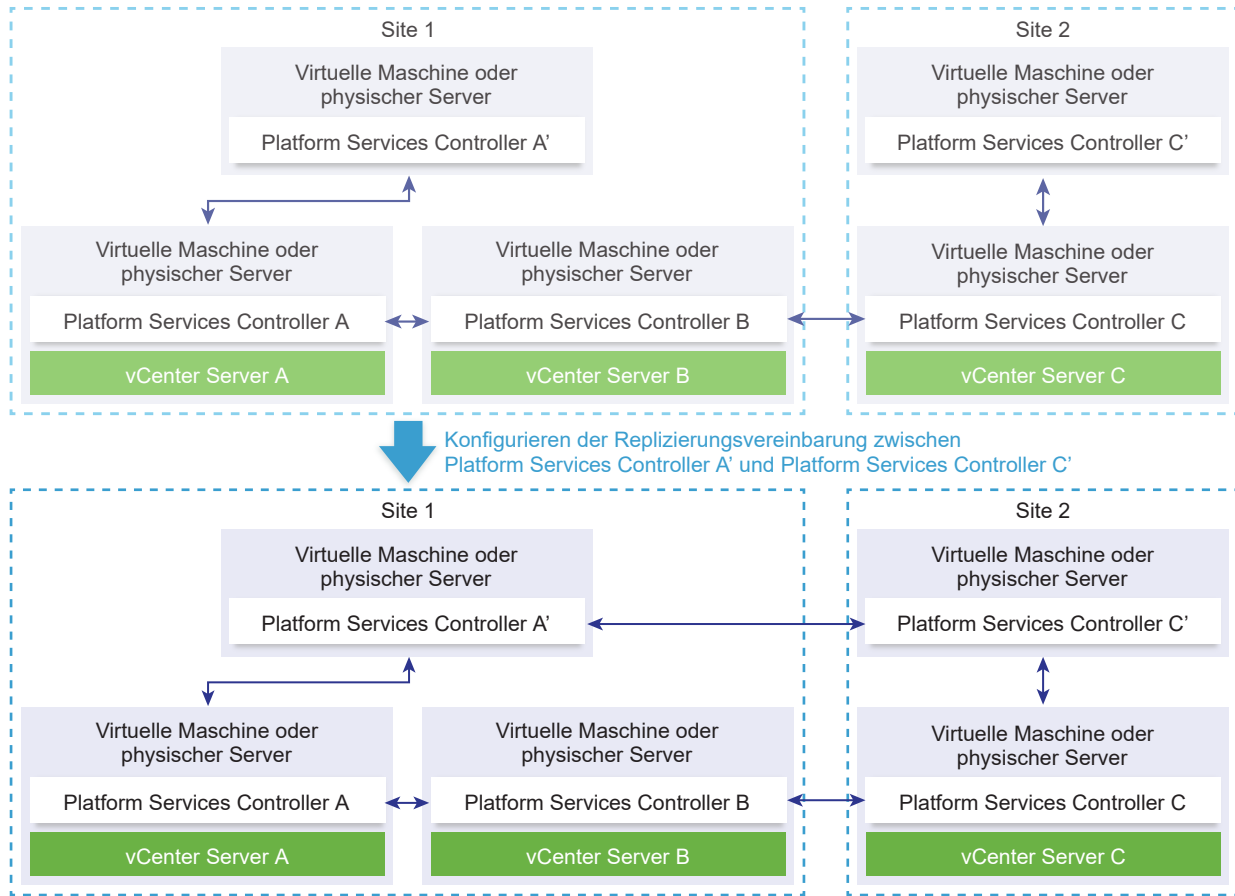 Site 1
Virtuelle Maschine oder
physischer Server
Platform Services Controller A’
Virtuelle Maschine oder
physischer Server
Platform Services Controller A
vCenter Server A
Virtuelle Maschine oder
physischer Server
Platform Services Controller B
vCenter Server B
Site 2
Virtuelle Maschine oder
physischer Server
Platform Services Controller C’
Virtuelle Maschine oder
physischer Server
Platform Services Controller C
vCenter Server C
Konfigurieren der Replizierungsvereinbarung zwischen
Platform Services Controller A’ und Platform Services Controller C’
Site 1
Virtuelle Maschine oder
physischer Server
Platform Services Controller A’
Virtuelle Maschine oder
physischer Server
Platform Services Controller A
vCenter Server A
Virtuelle Maschine oder
physischer Server
Platform Services Controller B
vCenter Server B
Site 2
Virtuelle Maschine oder
physischer Server
Platform Services Controller C’
Virtuelle Maschine oder
physischer Server
Platform Services Controller C
vCenter Server C